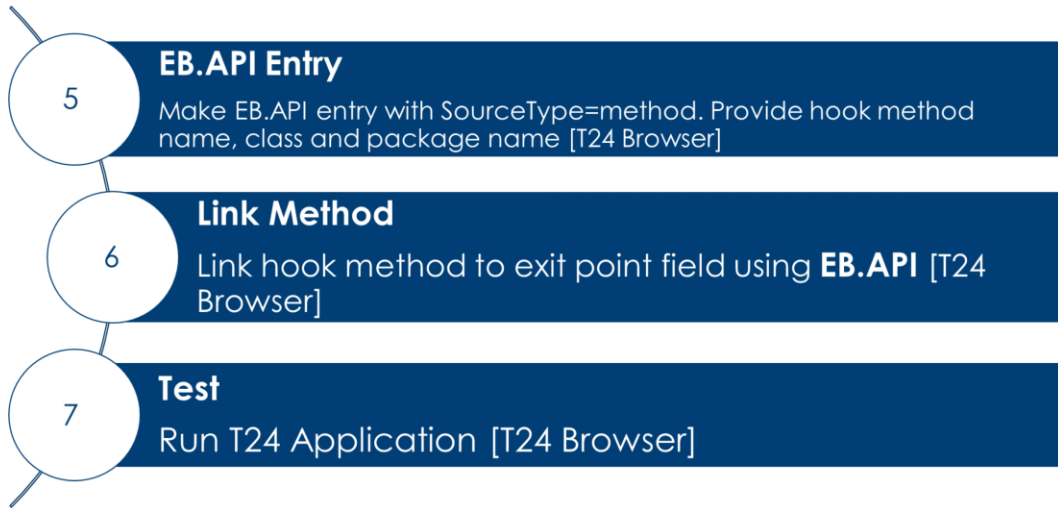 5
EB.API Entry
Make EB.API entry with SourceType=method. Provide hook method
name, class and package name [T24 Browser]
6
Link Method
Link hook method to exit point field using EB.API [T24
Browser]
7
Test
Run T24 Application [T24 Browser]